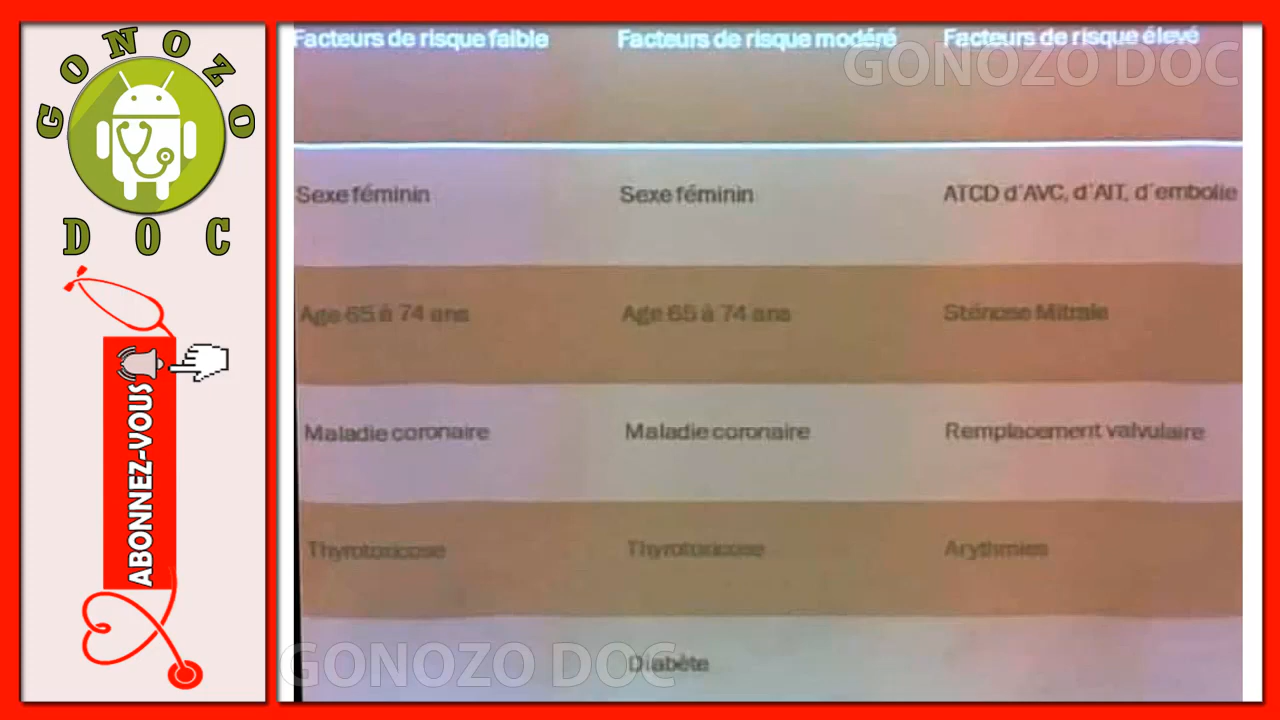 GONOZO
DOC
ABONNEZ-VOUS
Facteurs de risque faible Facteurs de risque modéré Facteurs de risque élevé
GONOZO DOC
Sexe féminin Sexe féminin ATCD d'AVC, d'AIT, d'embolie
Age 65 à 74 ans Age 65 à 74 ans Sténose Mitrale
Maladie coronaire Maladie coronaire Remplacement valvulaire
Thyrotoxicose Thyrotoxicose Arythmies
Diabète
GONOZO DOC